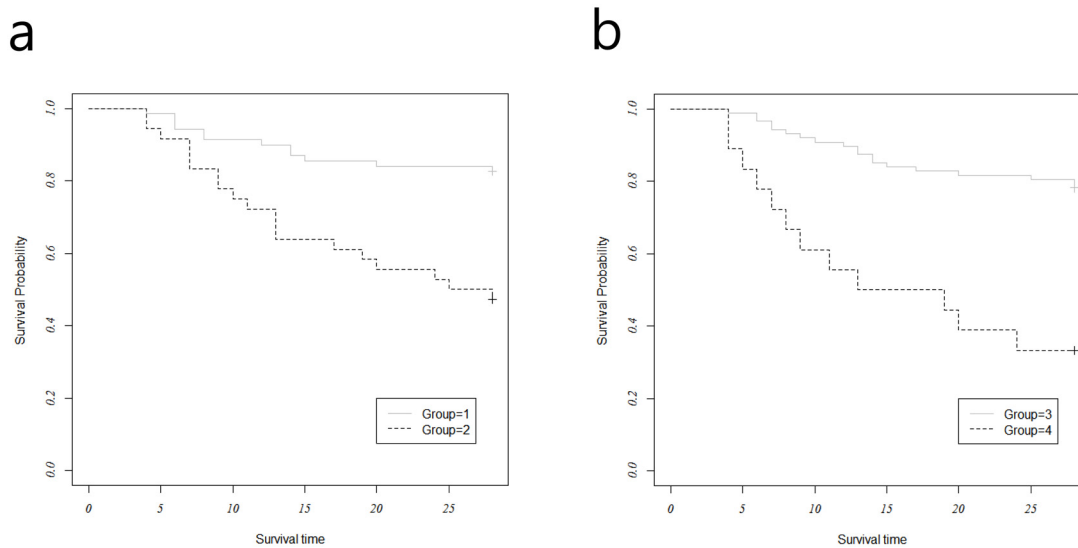 a
b
Survival Probability
1.0
0.8
0.6
0.4
0.2
0.0
Group=1
Group=2
0 5 10 15 20 25
Survival time
Survival Probability
1.0
0.8
0.6
0.4
0.2
0.0
Group=3
Group=4
0 5 10 15 20 25
Survival time